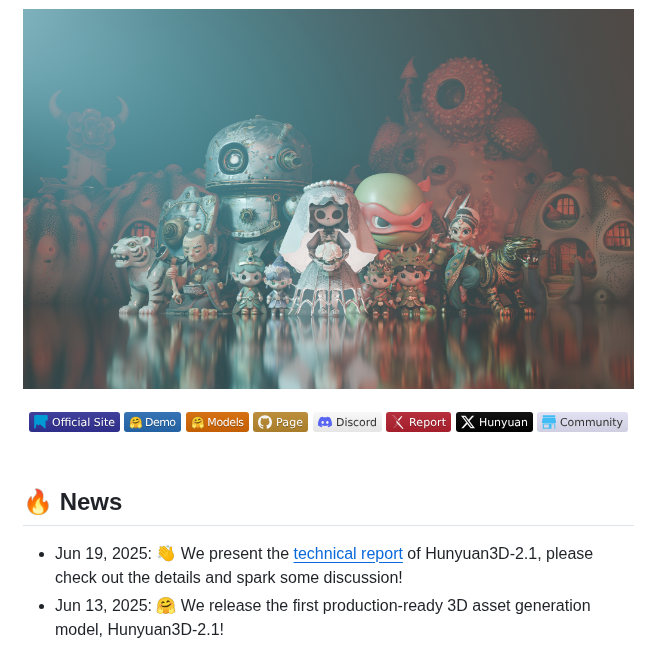 Official Site Demo Models Page Discord Report Hunyuan Community
🔥 News
Jun 19, 2025: 👋 We present the technical report of Hunyuan3D-2.1, please
check out the details and spark some discussion!
Jun 13, 2025: 🤗 We release the first production-ready 3D asset generation
model, Hunyuan3D-2.1!